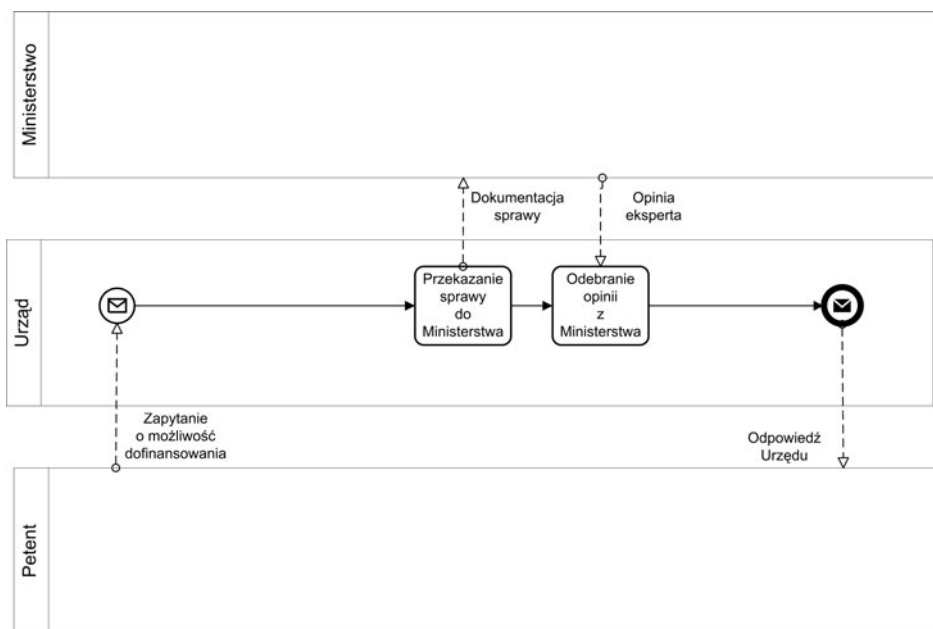 Ministerstwo
Dokumentacja
sprawy
Opinia
eksperta
Urząd
Przekazanie
sprawy
do
Ministerstwa
Odebranie
opinii
z
Ministerstwa
Zapytanie
o możliwość
dofinansowania
Odpowiedź
Urzędu
Petent